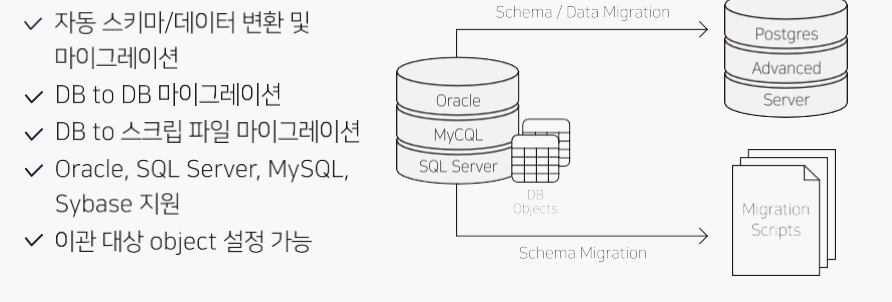 자동 스키마/데이터 변환 및
마이그레이션
DB to DB 마이그레이션
DB to 스크립 파일 마이그레이션
Oracle, SQL Server, MySQL,
Sybase 지원
이관 대상 object 설정 가능
Schema / Data Migration
Oracle
MyCQL
SQL Server
DB
Objects
Schema Migration
Postgres
Advanced
Server
Migration
Scripts